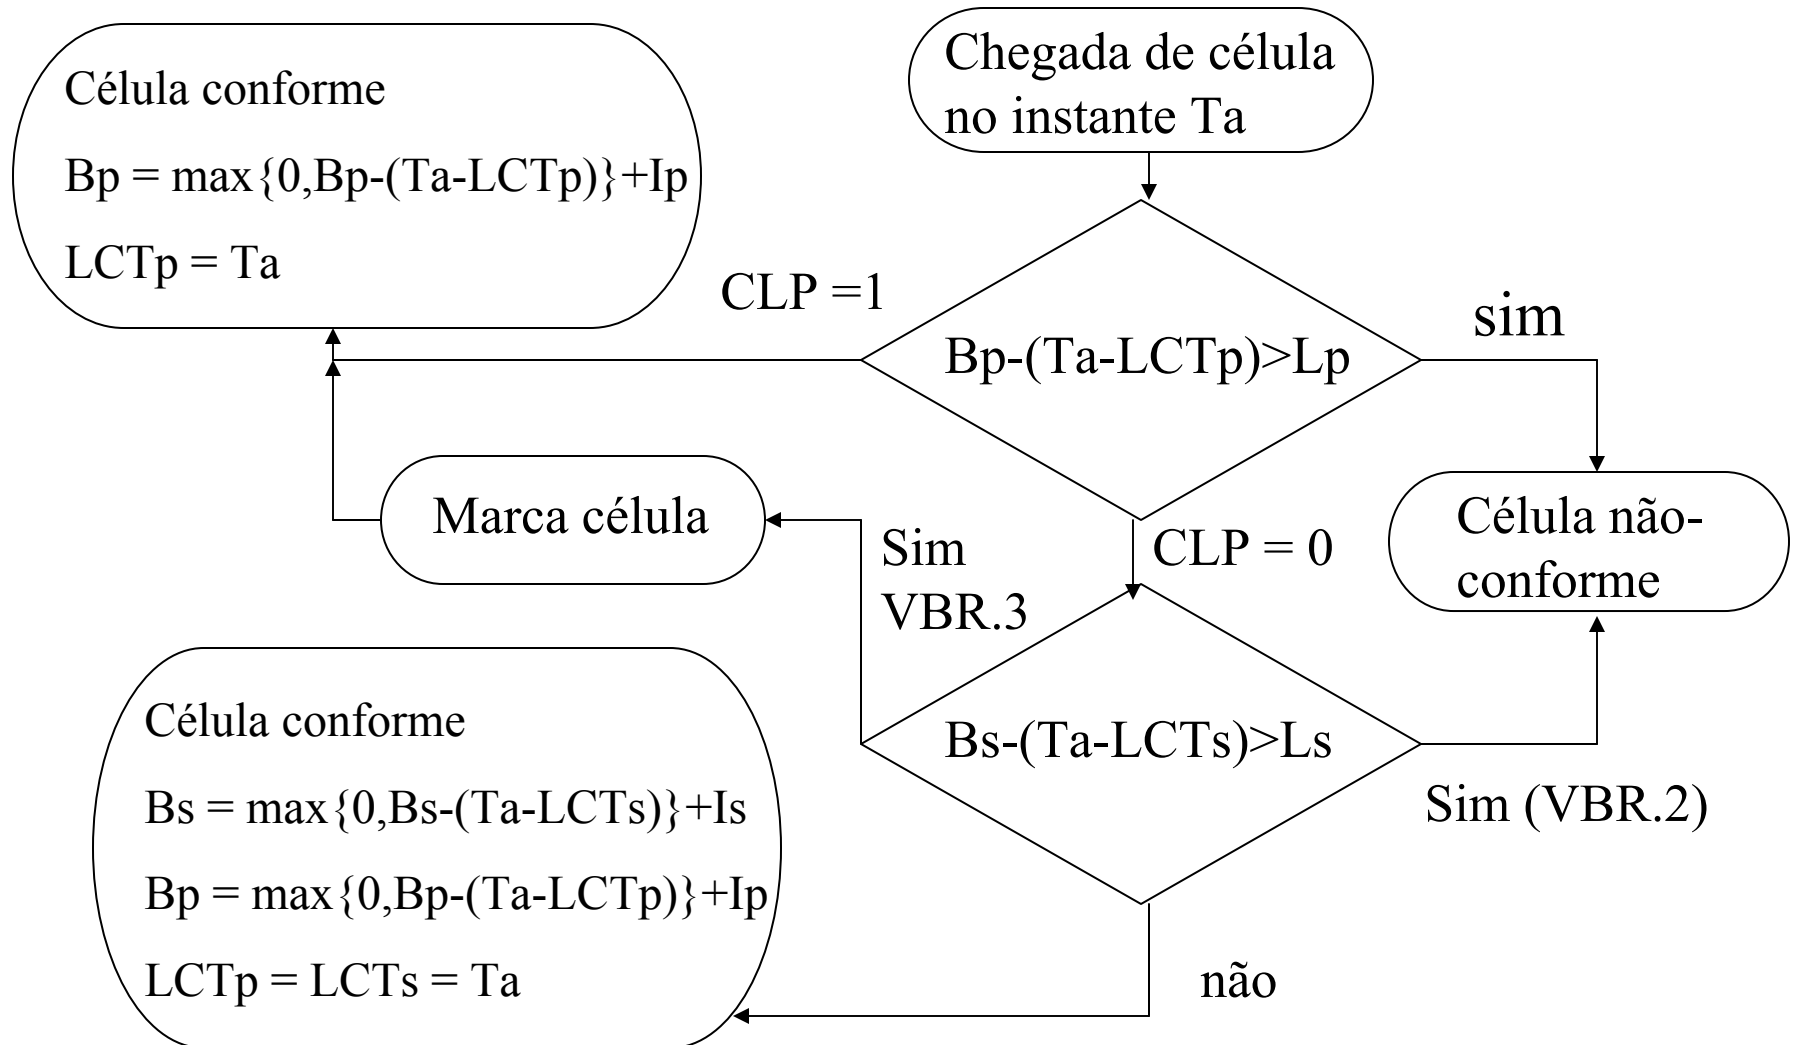 Chegada de célula
no instante Ta
Célula conforme
Bp = max{0,Bp-(Ta-LCTp)}+Ip
LCTp = Ta
CLP =1
Bp-(Ta-LCTp)>Lp
sim
Marca célula
Sim
VBR.3
CLP = 0
Célula não-
conforme
Bs-(Ta-LCTs)>Ls
Sim (VBR.2)
Célula conforme
Bs = max{0,Bs-(Ta-LCTs)}+Is
Bp = max{0,Bp-(Ta-LCTp)}+Ip
LCTp = LCTs = Ta
não